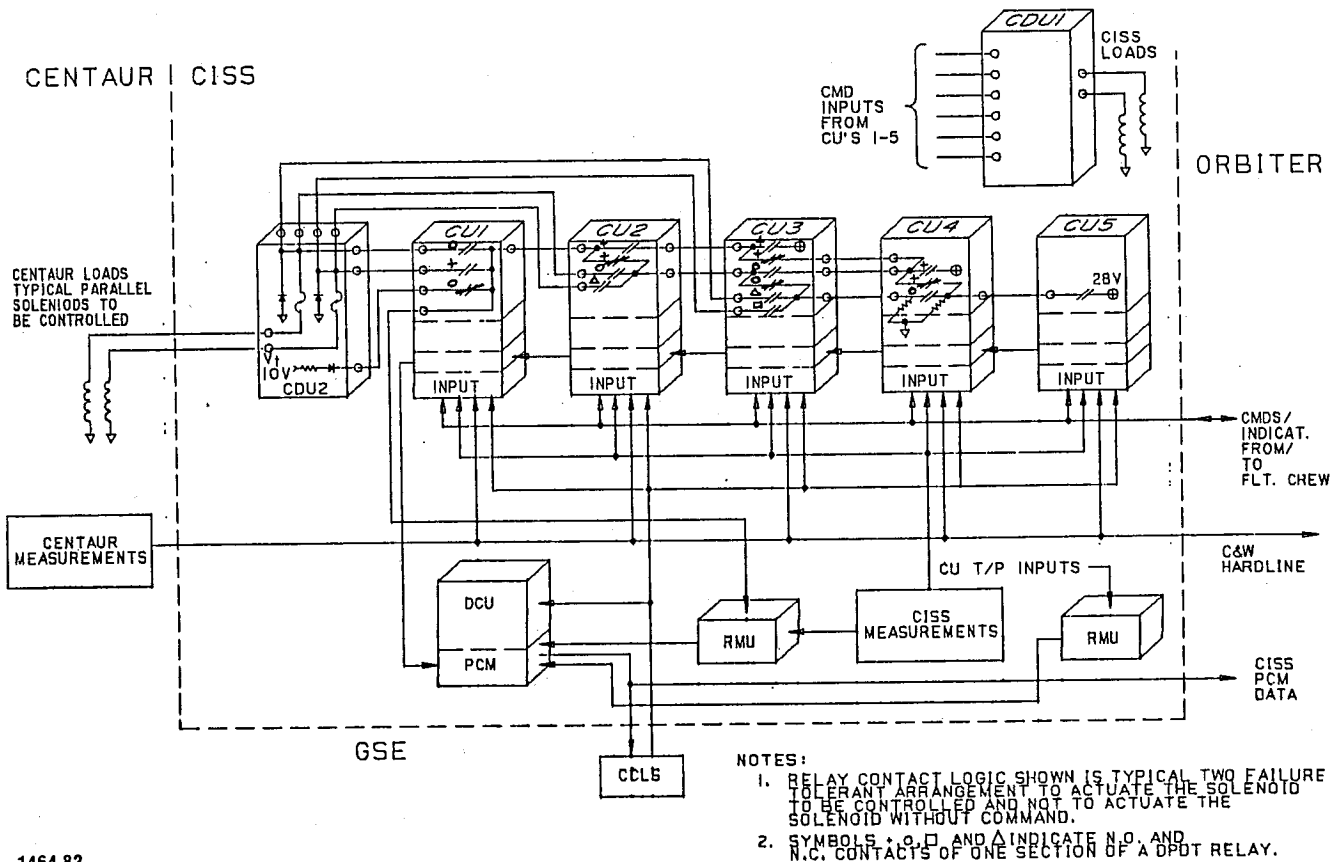 CDU1
CISS
LOADS
CENTAUR | CISS
CMD
INPUTS
FROM
CU'S 1-5
ORBITER
CU1
CU2
CU3
CU4
CU5
CENTAUR LOADS
TYPICAL PARALLEL
SOLENIODS TO
BE CONTROLLED
28V
10V
CDU2
INPUT
INPUT
INPUT
INPUT
INPUT
CMDS/
INDICAT.
FROM/
TO
FLT. CREW
CENTAUR
MEASUREMENTS
C&W
HARDLINE
CU T/P INPUTS
DCU
PCM
RMU
CISS
MEASUREMENTS
RMU
CISS
PCM
DATA
GSE
CCLS
NOTES:
1. RELAY CONTACT LOGIC SHOWN IS TYPICAL TWO FAILURE
TOLERANT ARRANGEMENT TO ACTUATE THE SOLENOID
TO BE CONTROLLED AND NOT TO ACTUATE THE
SOLENOID WITHOUT COMMAND.
2. SYMBOLS +, o, □ AND △ INDICATE N.O. AND
N.C. CONTACTS OF ONE SECTION OF A DPDT RELAY.
1464-82